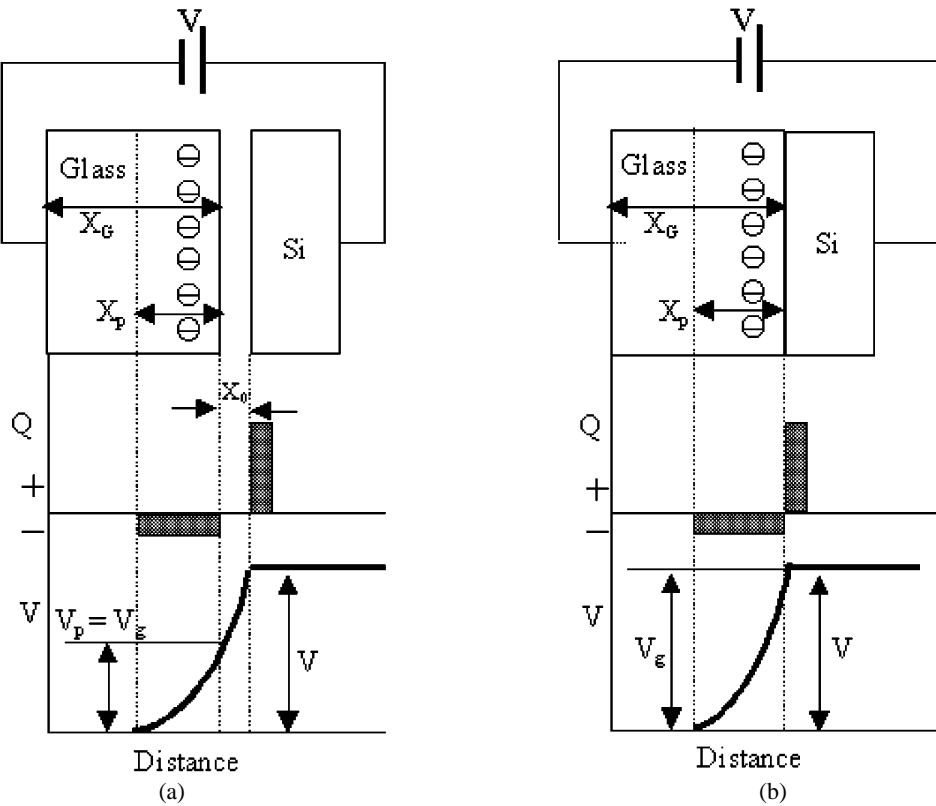 V
Glass
X_G
Si
X_p
X_0
Q
+
−
V
V_p = V_g
V
Distance
(a)
V
Glass
X_G
Si
X_p
Q
+
−
V
V_g
V
Distance
(b)